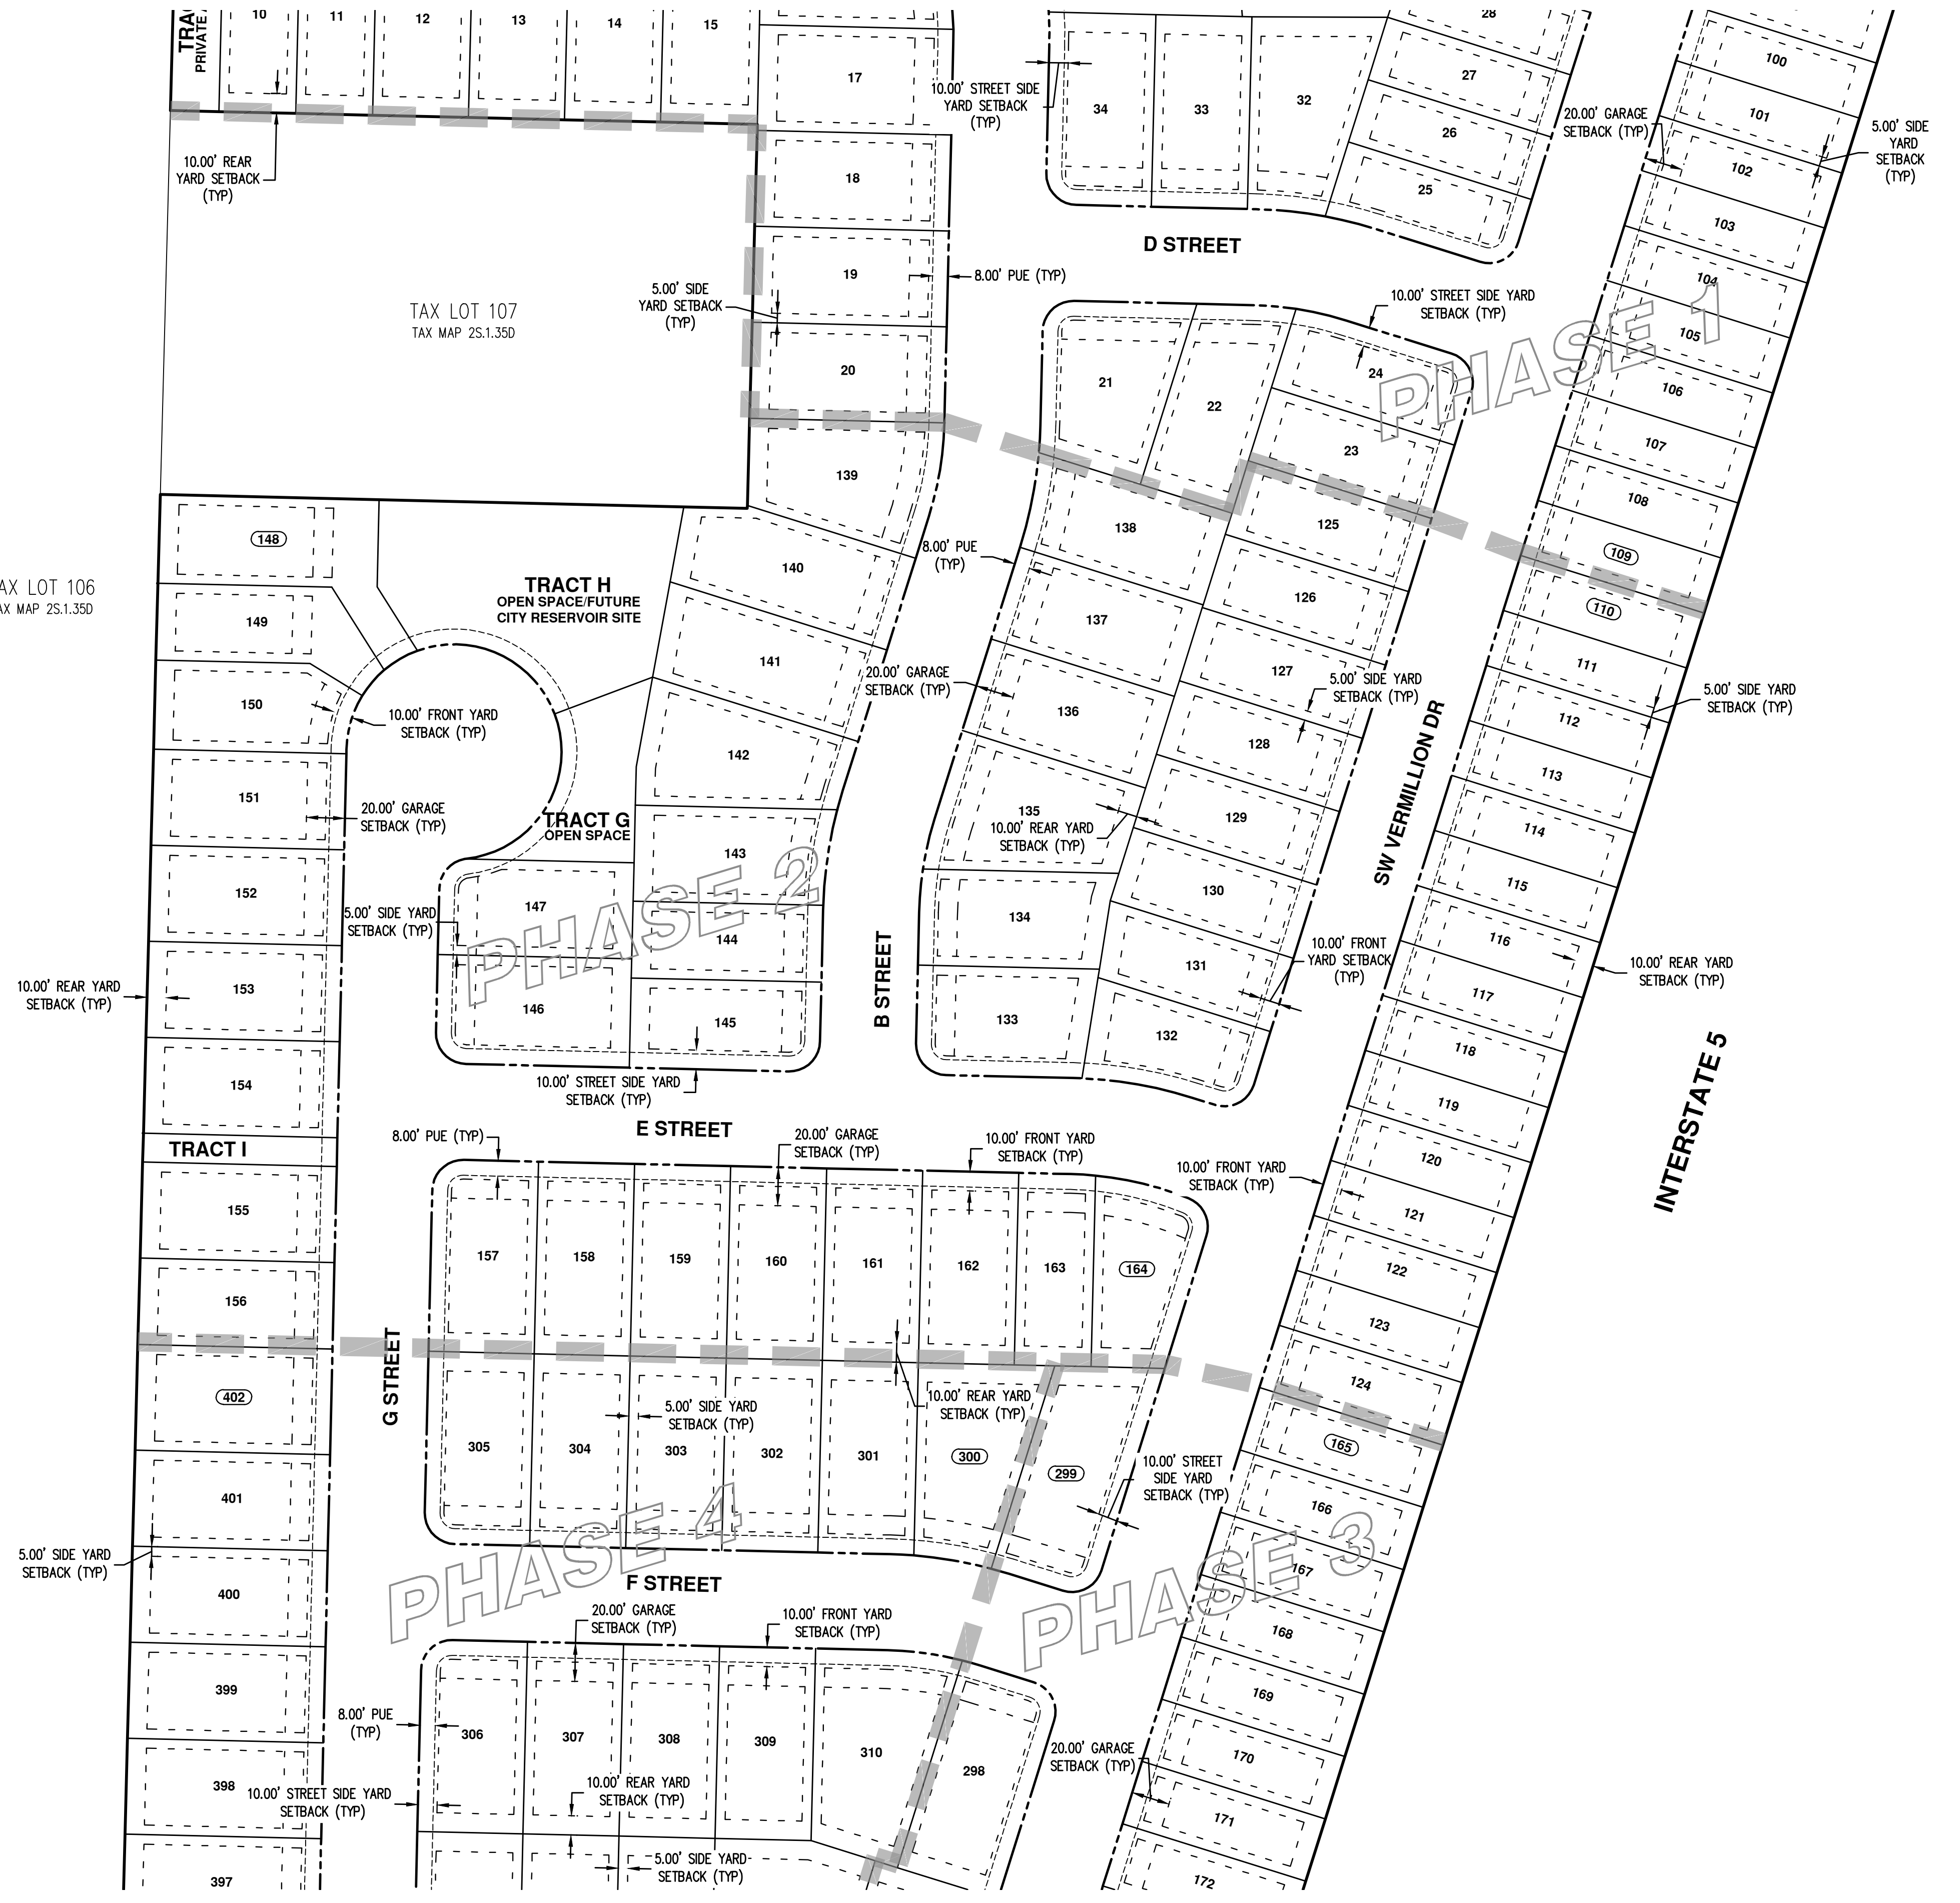 TRAC
PRIVATE
10
11
12
13
14
15
17
10.00' STREET SIDE
YARD SETBACK
(TYP)
34
33
32
28
27
26
25
20.00' GARAGE
SETBACK (TYP)
100
101
102
103
104
105
106
107
108
109
5.00' SIDE
YARD
SETBACK
(TYP)
10.00' REAR
YARD SETBACK
(TYP)
18
19
20
8.00' PUE (TYP)
5.00' SIDE
YARD SETBACK
(TYP)
D STREET
TAX LOT 107
TAX MAP 2S.1.35D
10.00' STREET SIDE YARD
SETBACK (TYP)
21
22
24
23
PHASE 1
139
148
AX LOT 106
AX MAP 2S.1.35D
TRACT H
OPEN SPACE/FUTURE
CITY RESERVOIR SITE
140
8.00' PUE
(TYP)
138
125
126
149
141
137
127
110
111
150
10.00' FRONT YARD
SETBACK (TYP)
20.00' GARAGE
SETBACK (TYP)
136
5.00' SIDE YARD
SETBACK (TYP)
5.00' SIDE YARD
SETBACK (TYP)
112
142
128
SW VERMILLION DR
113
151
20.00' GARAGE
SETBACK (TYP)
TRACT G
OPEN SPACE
135
10.00' REAR YARD
SETBACK (TYP)
129
114
143
PHASE 2
152
147
5.00' SIDE YARD
SETBACK (TYP)
144
134
130
115
116
B STREET
131
10.00' FRONT
YARD SETBACK
(TYP)
10.00' REAR YARD
SETBACK (TYP)
10.00' REAR YARD
SETBACK (TYP)
153
146
145
133
132
117
118
119
INTERSTATE 5
154
10.00' STREET SIDE YARD
SETBACK (TYP)
E STREET
TRACT I
8.00' PUE (TYP)
20.00' GARAGE
SETBACK (TYP)
10.00' FRONT YARD
SETBACK (TYP)
10.00' FRONT YARD
SETBACK (TYP)
120
121
122
123
124
155
156
157
158
159
160
161
162
163
164
G STREET
402
305
304
5.00' SIDE YARD
SETBACK (TYP)
303
302
301
10.00' REAR YARD
SETBACK (TYP)
300
299
10.00' STREET
SIDE YARD
SETBACK (TYP)
165
166
167
401
5.00' SIDE YARD
SETBACK (TYP)
400
PHASE 4
F STREET
PHASE 3
168
20.00' GARAGE
SETBACK (TYP)
10.00' FRONT YARD
SETBACK (TYP)
399
8.00' PUE
(TYP)
306
307
308
309
310
298
169
20.00' GARAGE
SETBACK (TYP)
170
171
172
398
10.00' STREET SIDE YARD
SETBACK (TYP)
10.00' REAR YARD
SETBACK (TYP)
5.00' SIDE YARD
SETBACK (TYP)
397